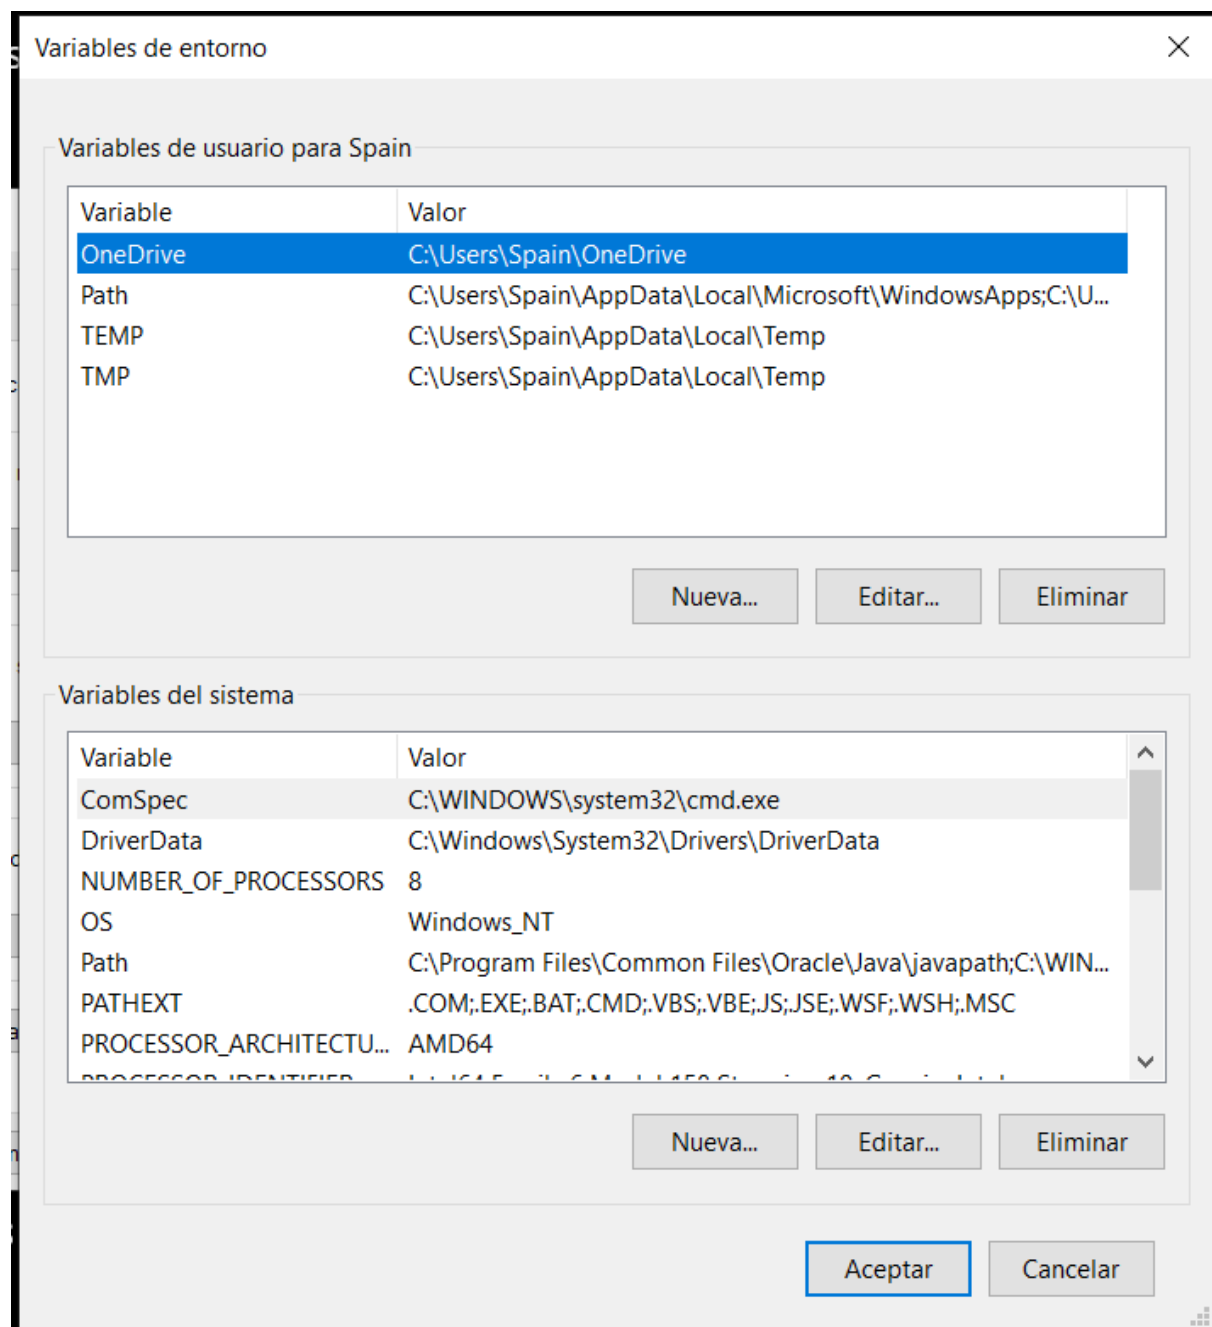 Variables de entorno
Variables de usuario para Spain
Variable Valor
OneDrive C:\Users\Spain\OneDrive
Path C:\Users\Spain\AppData\Local\Microsoft\WindowsApps;C:\U...
TEMP C:\Users\Spain\AppData\Local\Temp
TMP C:\Users\Spain\AppData\Local\Temp
Nueva... Editar... Eliminar
Variables del sistema
Variable Valor
ComSpec C:\WINDOWS\system32\cmd.exe
DriverData C:\Windows\System32\Drivers\DriverData
NUMBER_OF_PROCESSORS 8
OS Windows_NT
Path C:\Program Files\Common Files\Oracle\Java\javapath;C:\WIN...
PATHEXT .COM;.EXE;.BAT;.CMD;.VBS;.VBE;.JS;.JSE;.WSF;.WSH;.MSC
PROCESSOR_ARCHITECTU... AMD64
Nueva... Editar... Eliminar
Aceptar Cancelar